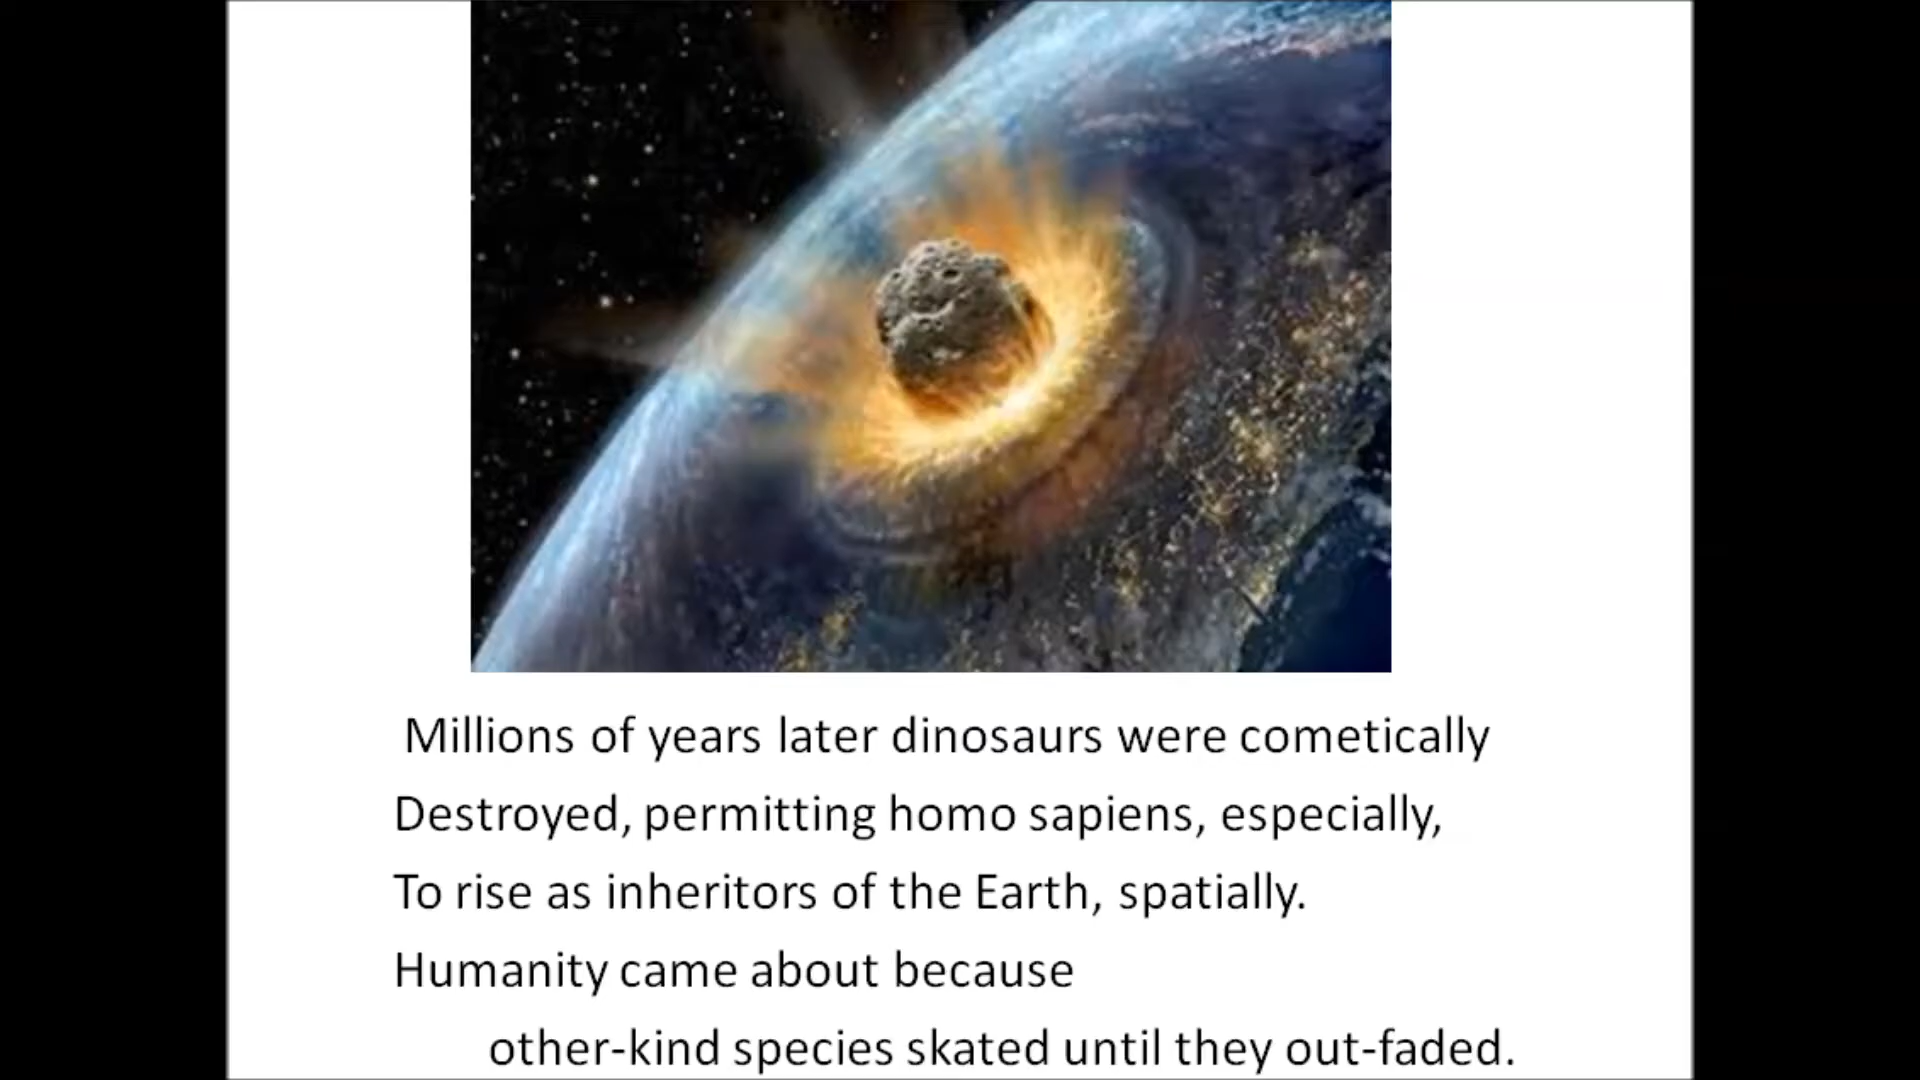 Millions of years later dinosaurs were cometically
Destroyed, permitting homo sapiens, especially,
To rise as inheritors of the Earth, spatially.
Humanity came about because
other-kind species skated until they out-faded.